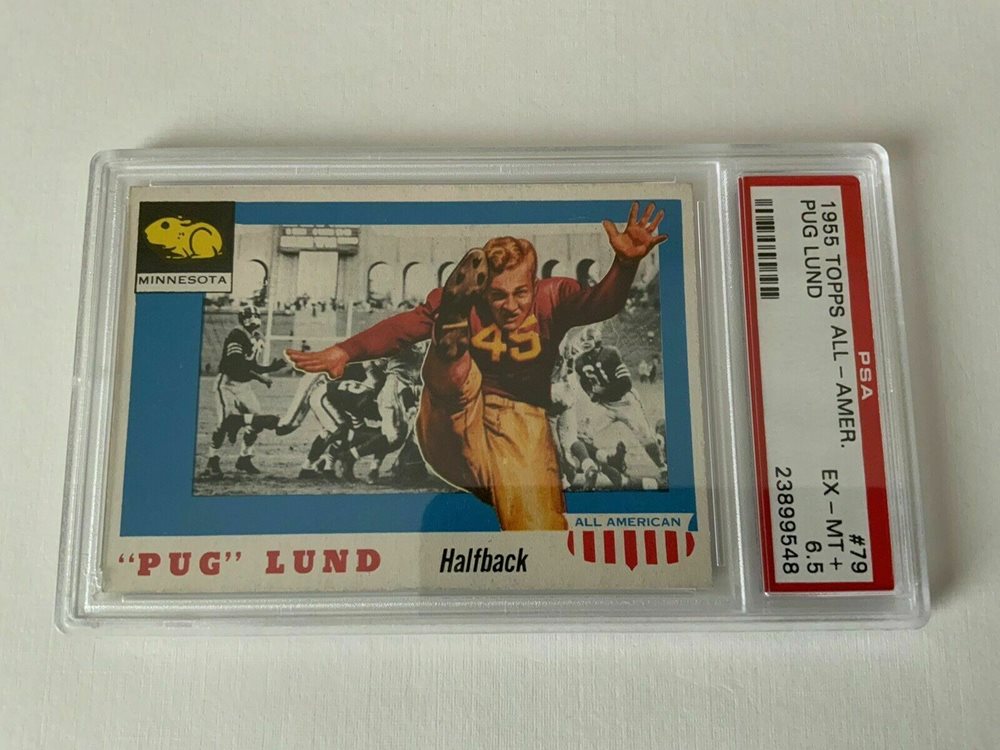 MINNESOTA
45
81
ALL AMERICAN
"PUG" LUND
Halfback
PSA
1955 TOPPS ALL - AMER. #79
PUG LUND EX - MT +
6.5
23899548